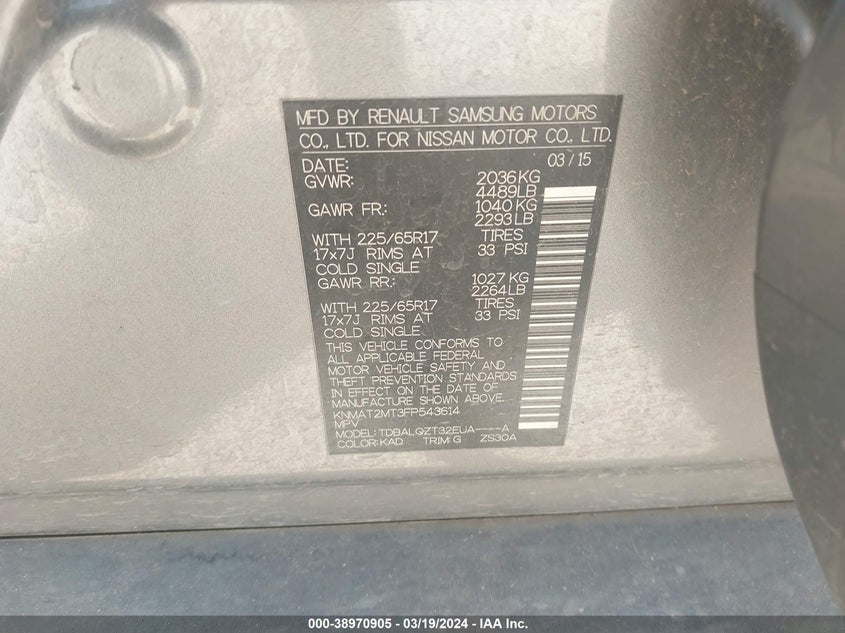 MFD BY RENAULT SAMSUNG MOTORS
CO., LTD. FOR NISSAN MOTOR CO., LTD.
DATE: 03/15
GVWR: 2036KG
4489LB
GAWR FR.: 1040 KG
2293LB
WITH 225/65R17 TIRES
17x7J RIMS AT 33 PSI
COLD SINGLE
GAWR RR.: 1027 KG
2264LB
WITH 225/65R17 TIRES
17x7J RIMS AT 33 PSI
COLD SINGLE
THIS VEHICLE CONFORMS TO
ALL APPLICABLE FEDERAL
MOTOR VEHICLE SAFETY AND
THEFT PREVENTION STANDARDS
IN EFFECT ON THE DATE OF
MANUFACTURE SHOWN ABOVE.
KNMAT2MT3FP543614
MPV
MODEL: TDBALQZT32EUA----A
COLOR: KAD TRIM: G ZS30A
000-38970905 - 03/19/2024 - IAA Inc.